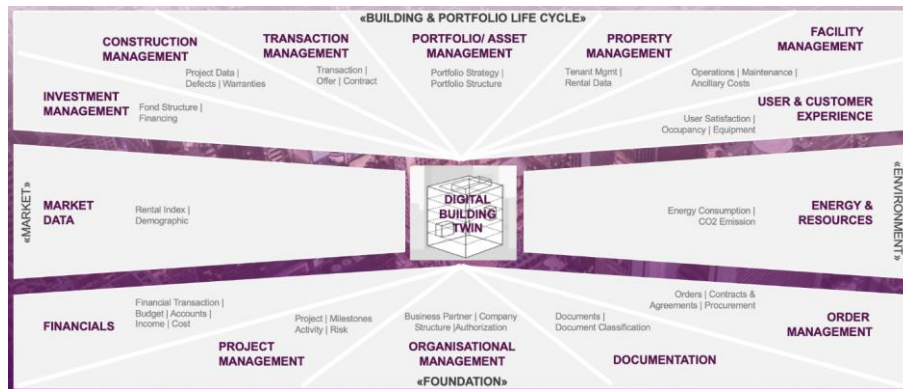 «BUILDING & PORTFOLIO LIFE CYCLE»
CONSTRUCTION
MANAGEMENT
Project Data |
Defects | Warranties
TRANSACTION
MANAGEMENT
Transaction |
Offer | Contract
PORTFOLIO/ ASSET
MANAGEMENT
Portfolio Strategy |
Portfolio Structure
PROPERTY
MANAGEMENT
Tenant Mgmt |
Rental Data
FACILITY
MANAGEMENT
Operations | Maintenance |
Ancillary Costs
INVESTMENT
MANAGEMENT
Fond Structure |
Financing
USER & CUSTOMER
EXPERIENCE
User Satisfaction |
Occupancy | Equipment
«MARKET»
MARKET
DATA
Rental Index |
Demographic
DIGITAL
BUILDING
TWIN
Energy Consumption |
CO2 Emission
ENERGY &
RESOURCES
«ENVIRONMENT»
FINANCIALS
Financial Transaction |
Budget | Accounts |
Income | Cost
Project | Milestones
Activity | Risk
PROJECT
MANAGEMENT
Business Partner | Company
Structure |Authorization
ORGANISATIONAL
MANAGEMENT
Documents |
Document Classification
DOCUMENTATION
Orders | Contracts &
Agreements | Procurement
ORDER
MANAGEMENT
«FOUNDATION»